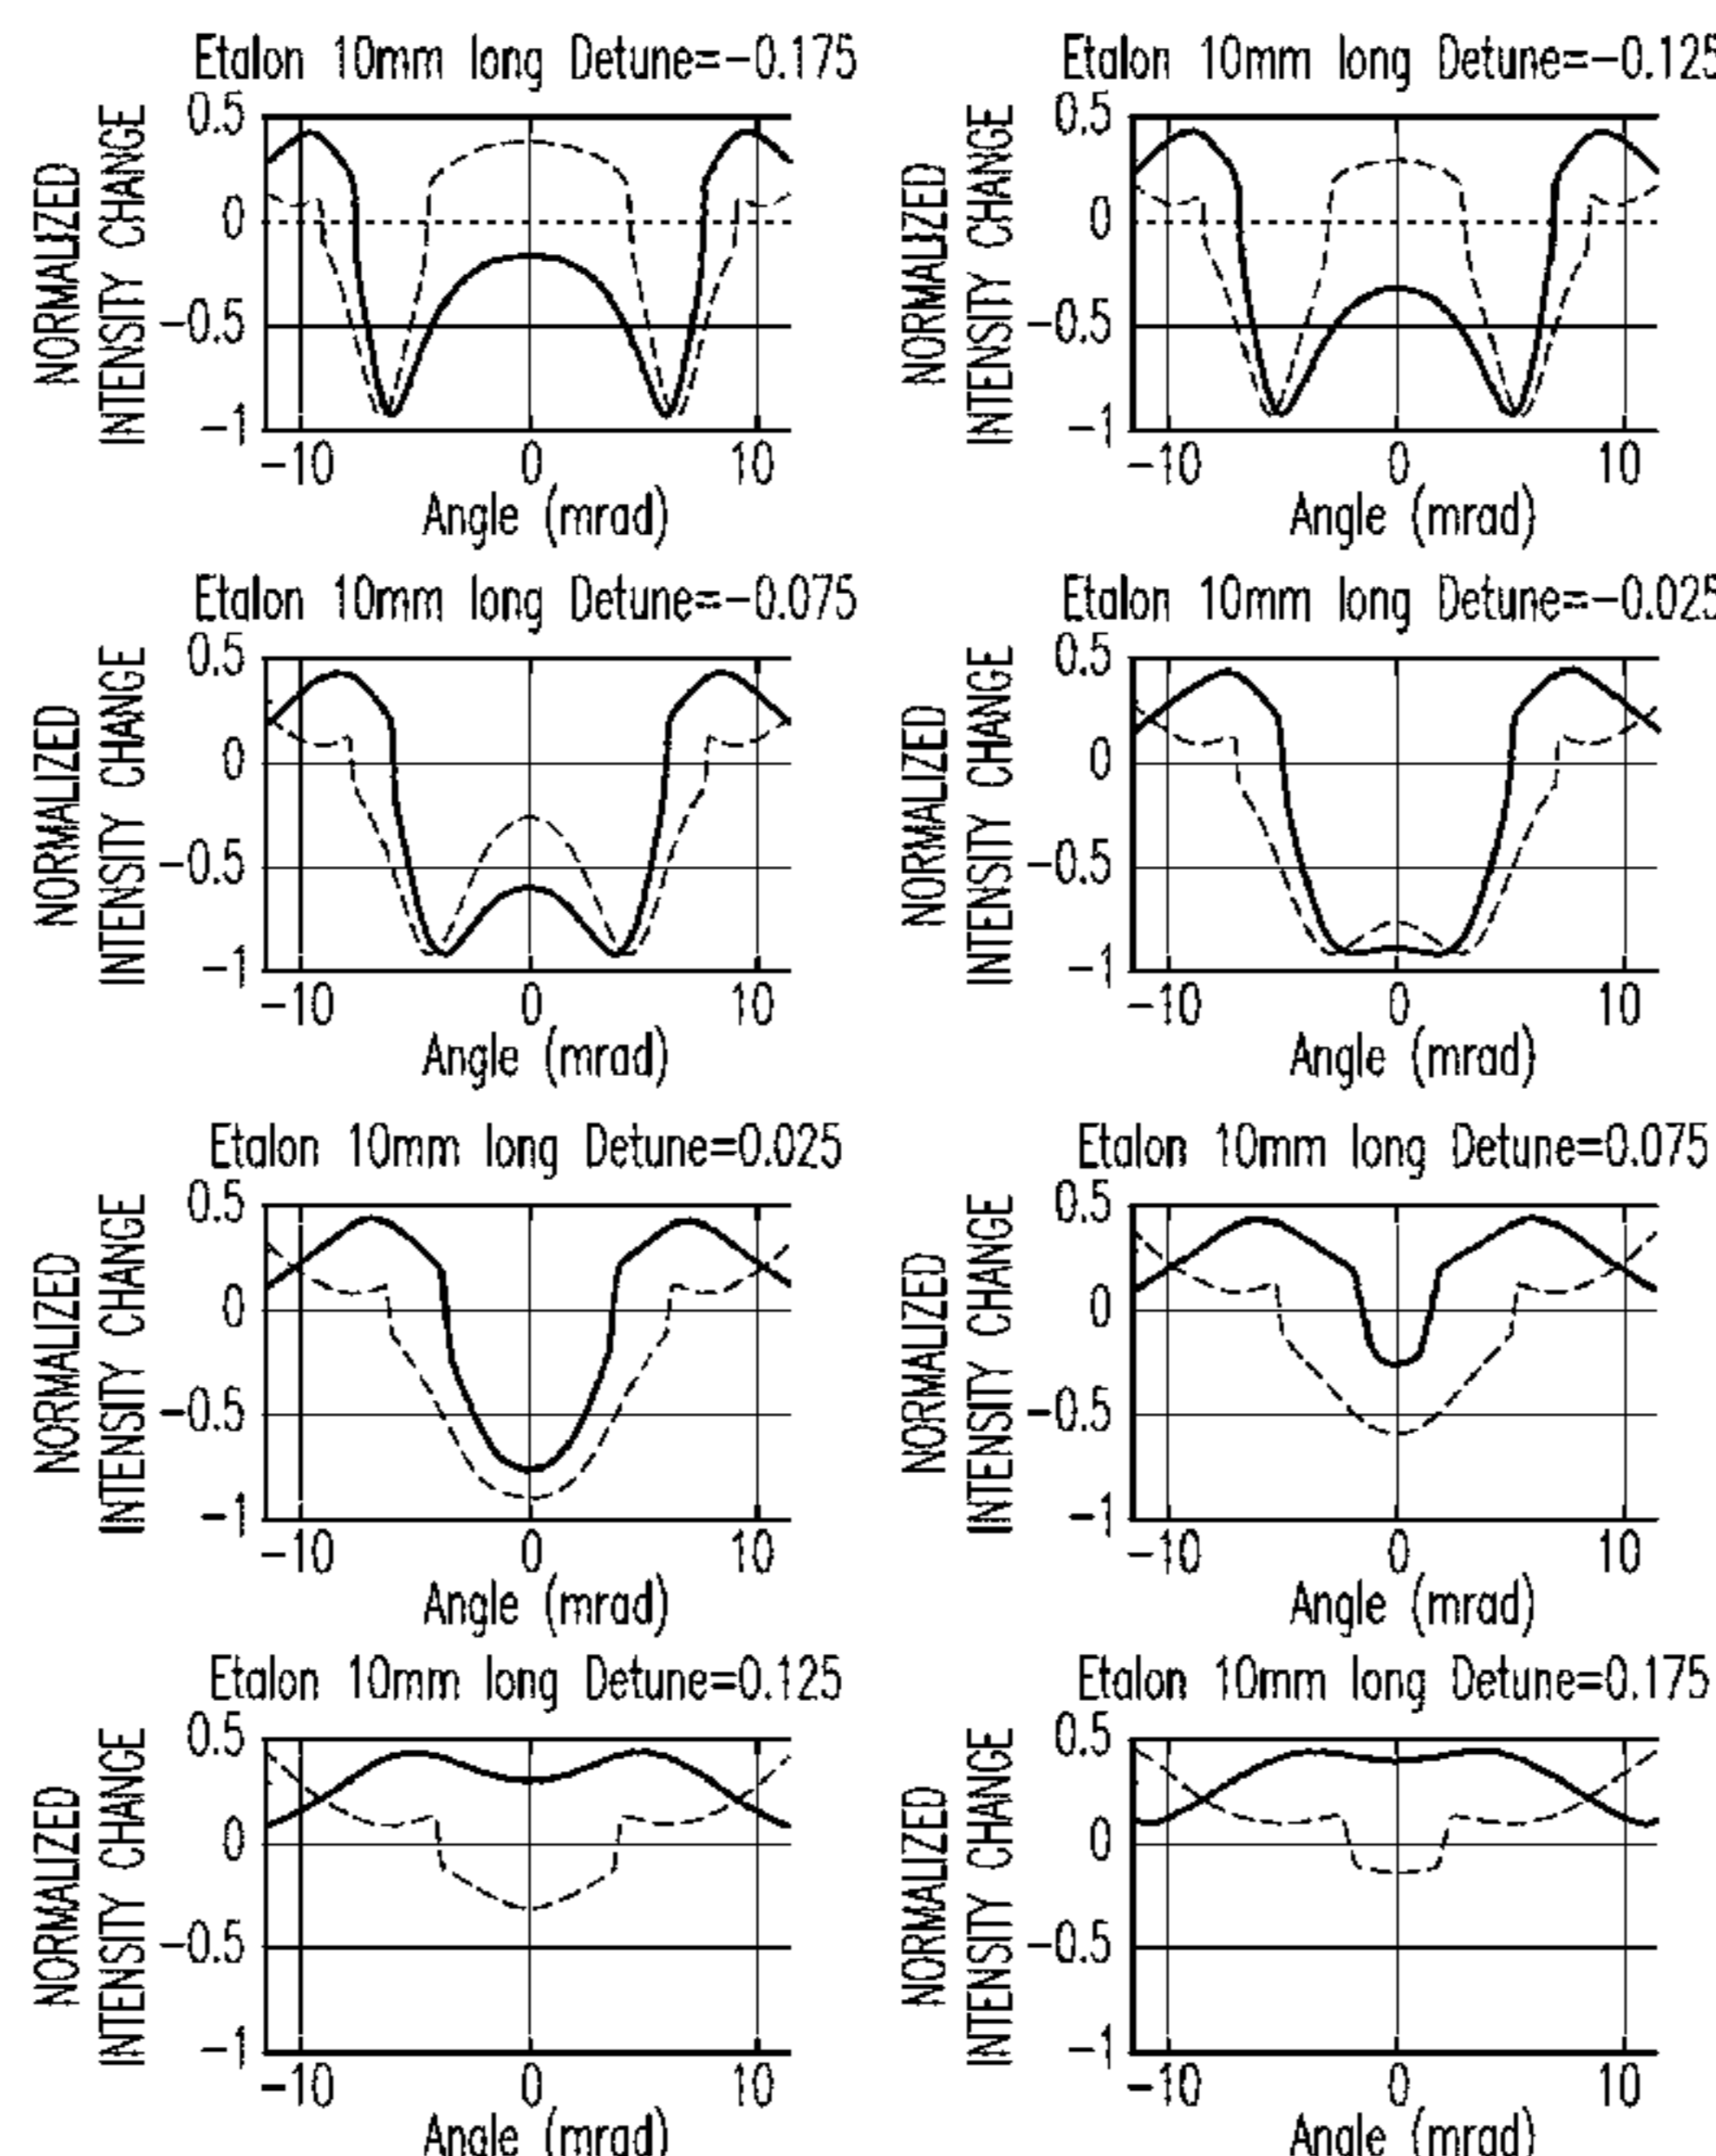 Etalon 10mm long Detune=-0.175
NORMALIZED
INTENSITY CHANGE
0.5
0
-0.5
-1
-10 0 10
Angle (mrad)
Etalon 10mm long Detune=-0.125
NORMALIZED
INTENSITY CHANGE
0.5
0
-0.5
-1
-10 0 10
Angle (mrad)
Etalon 10mm long Detune=-0.075
NORMALIZED
INTENSITY CHANGE
0.5
0
-0.5
-1
-10 0 10
Angle (mrad)
Etalon 10mm long Detune=-0.025
NORMALIZED
INTENSITY CHANGE
0.5
0
-0.5
-1
-10 0 10
Angle (mrad)
Etalon 10mm long Detune=0.025
NORMALIZED
INTENSITY CHANGE
0.5
0
-0.5
-1
-10 0 10
Angle (mrad)
Etalon 10mm long Detune=0.075
NORMALIZED
INTENSITY CHANGE
0.5
0
-0.5
-1
-10 0 10
Angle (mrad)
Etalon 10mm long Detune=0.125
NORMALIZED
INTENSITY CHANGE
0.5
0
-0.5
-1
-10 0 10
Angle (mrad)
Etalon 10mm long Detune=0.175
NORMALIZED
INTENSITY CHANGE
0.5
0
-0.5
-1
-10 0 10
Angle (mrad)